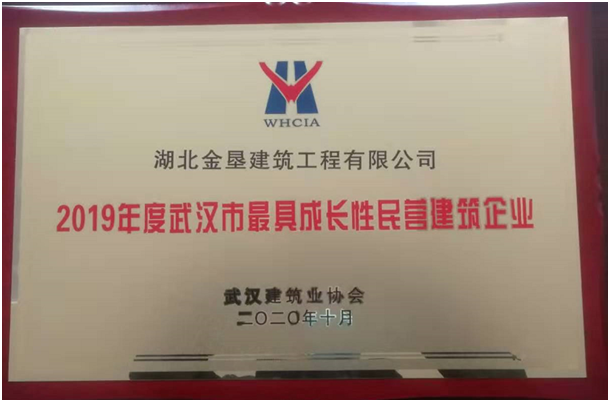 WHCIA
湖北金垦建筑工程有限公司
2019年度武汉市最具成长性民营建筑企业
武汉建筑业协会
二〇二〇年十月